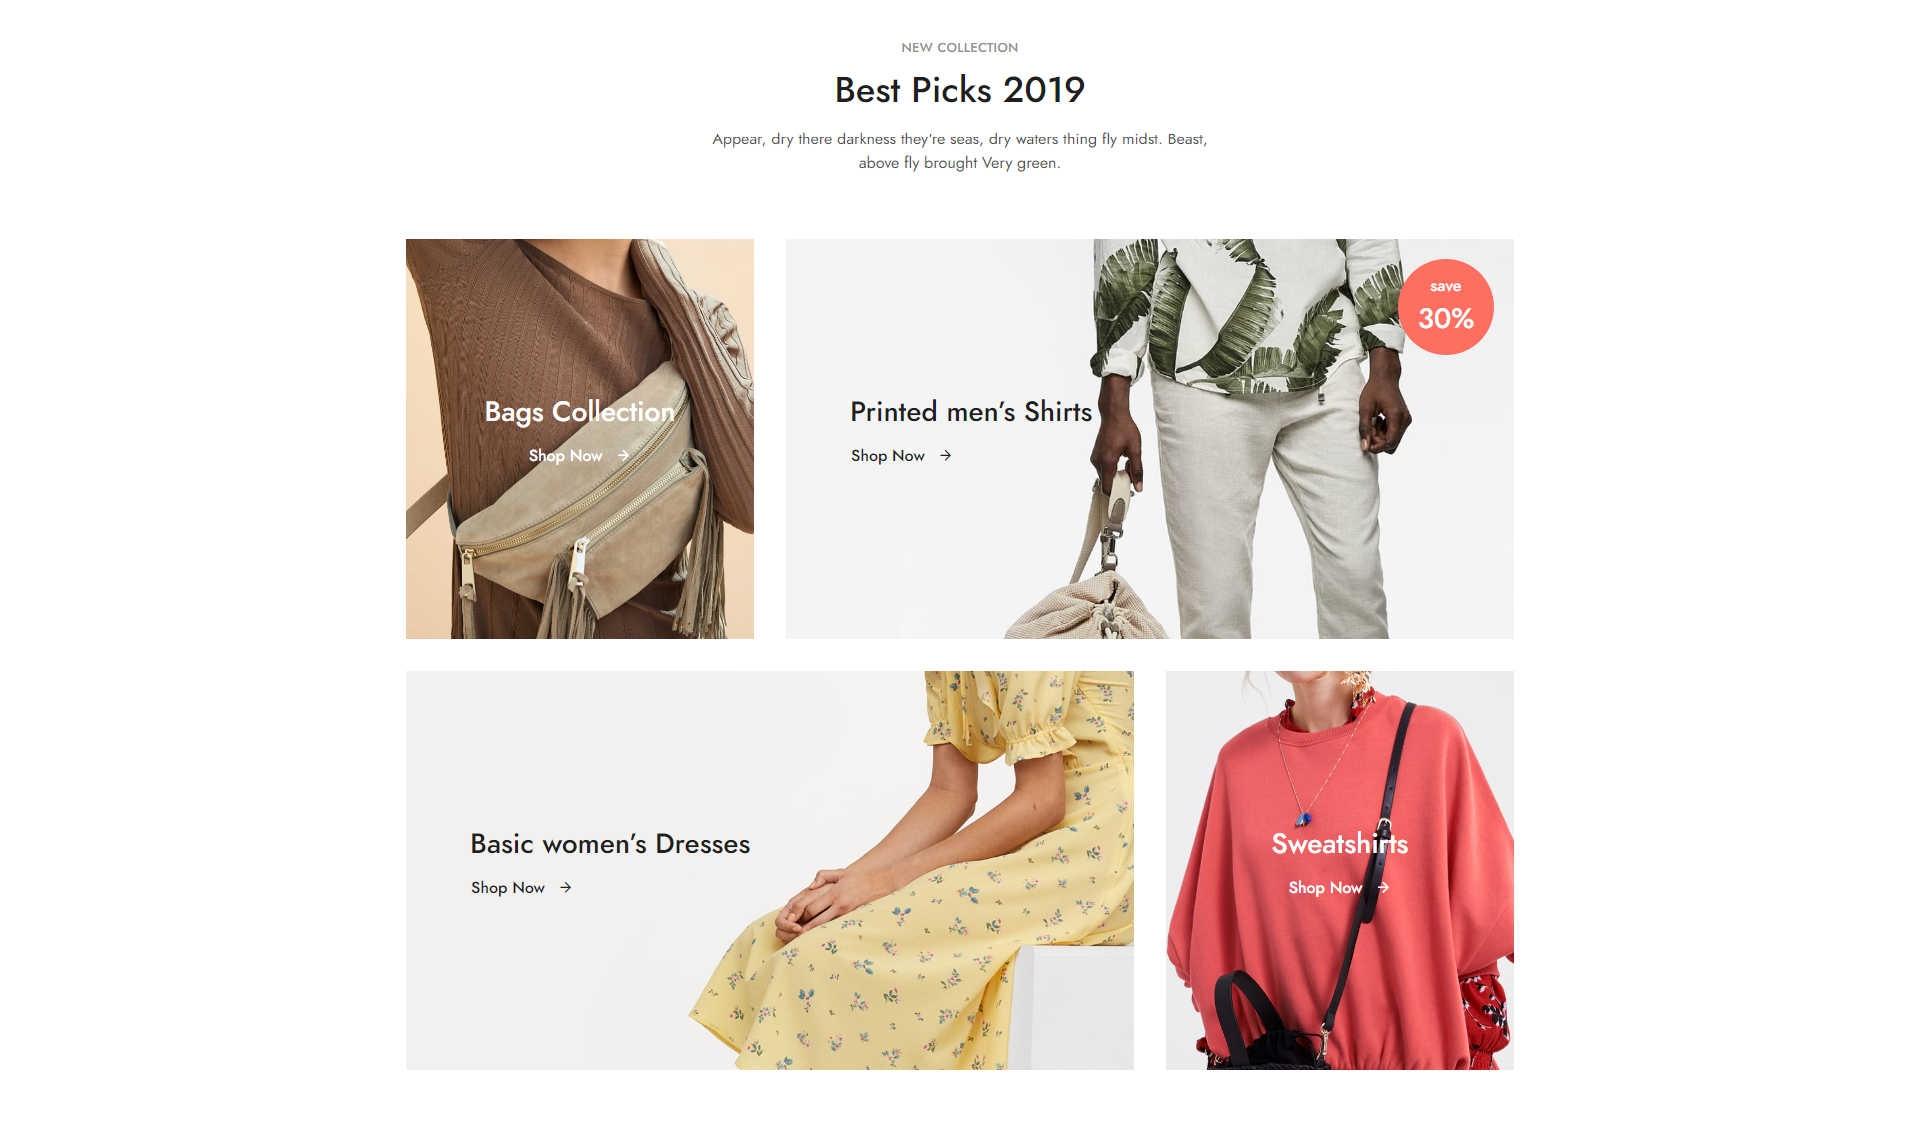 NEW COLLECTION
Best Picks 2019
Appear, dry there darkness they’re seas, dry waters thing fly midst. Beast,
above fly brought Very green.
Bags Collection
Shop Now →
save
30%
Printed men’s Shirts
Shop Now →
Basic women’s Dresses
Shop Now →
Sweatshirts
Shop Now →